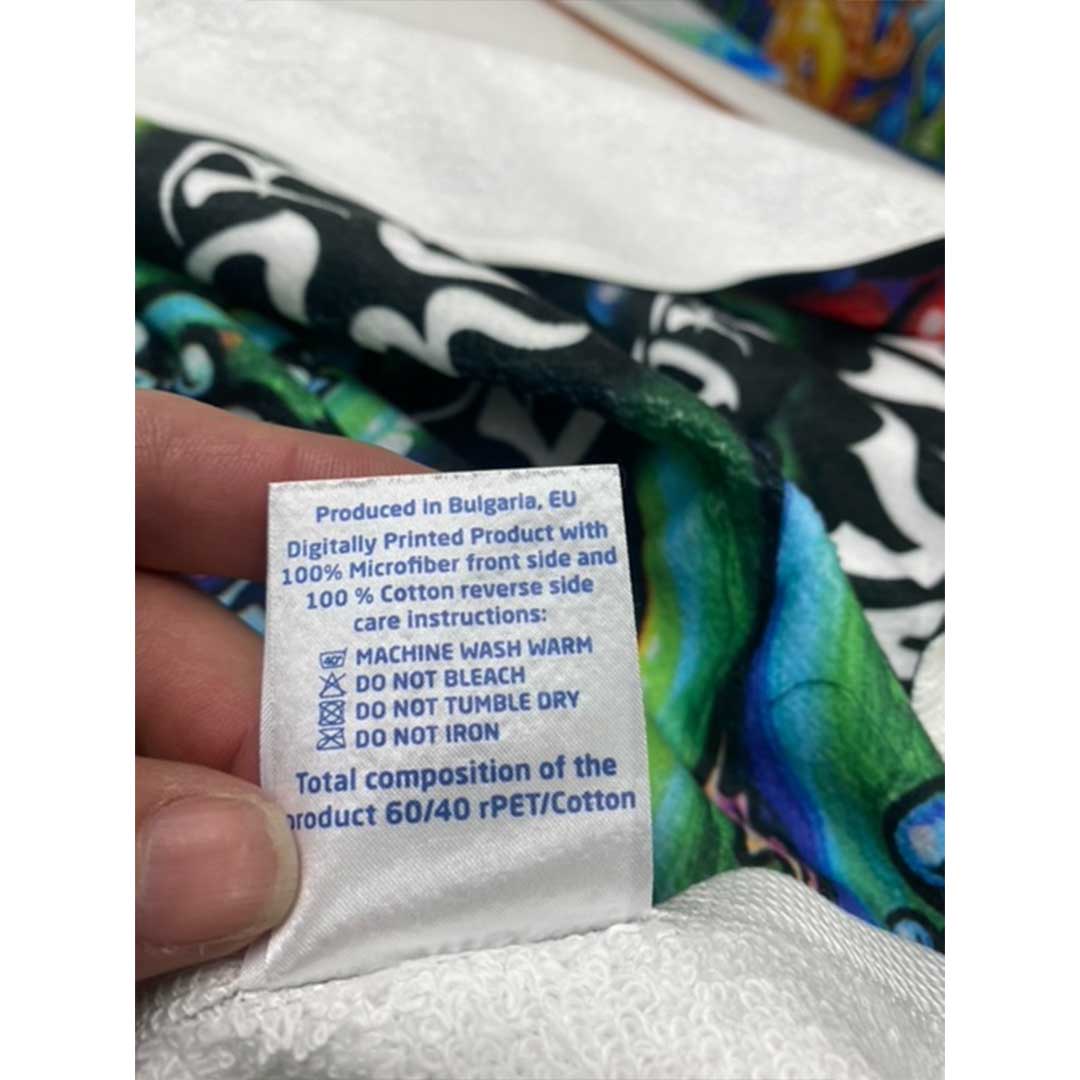 Produced in Bulgaria, EU
Digitally Printed Product with
100% Microfiber front side and
100 % Cotton reverse side
care instructions:
40° MACHINE WASH WARM
DO NOT BLEACH
DO NOT TUMBLE DRY
DO NOT IRON
Total composition of the
product 60/40 rPET/Cotton